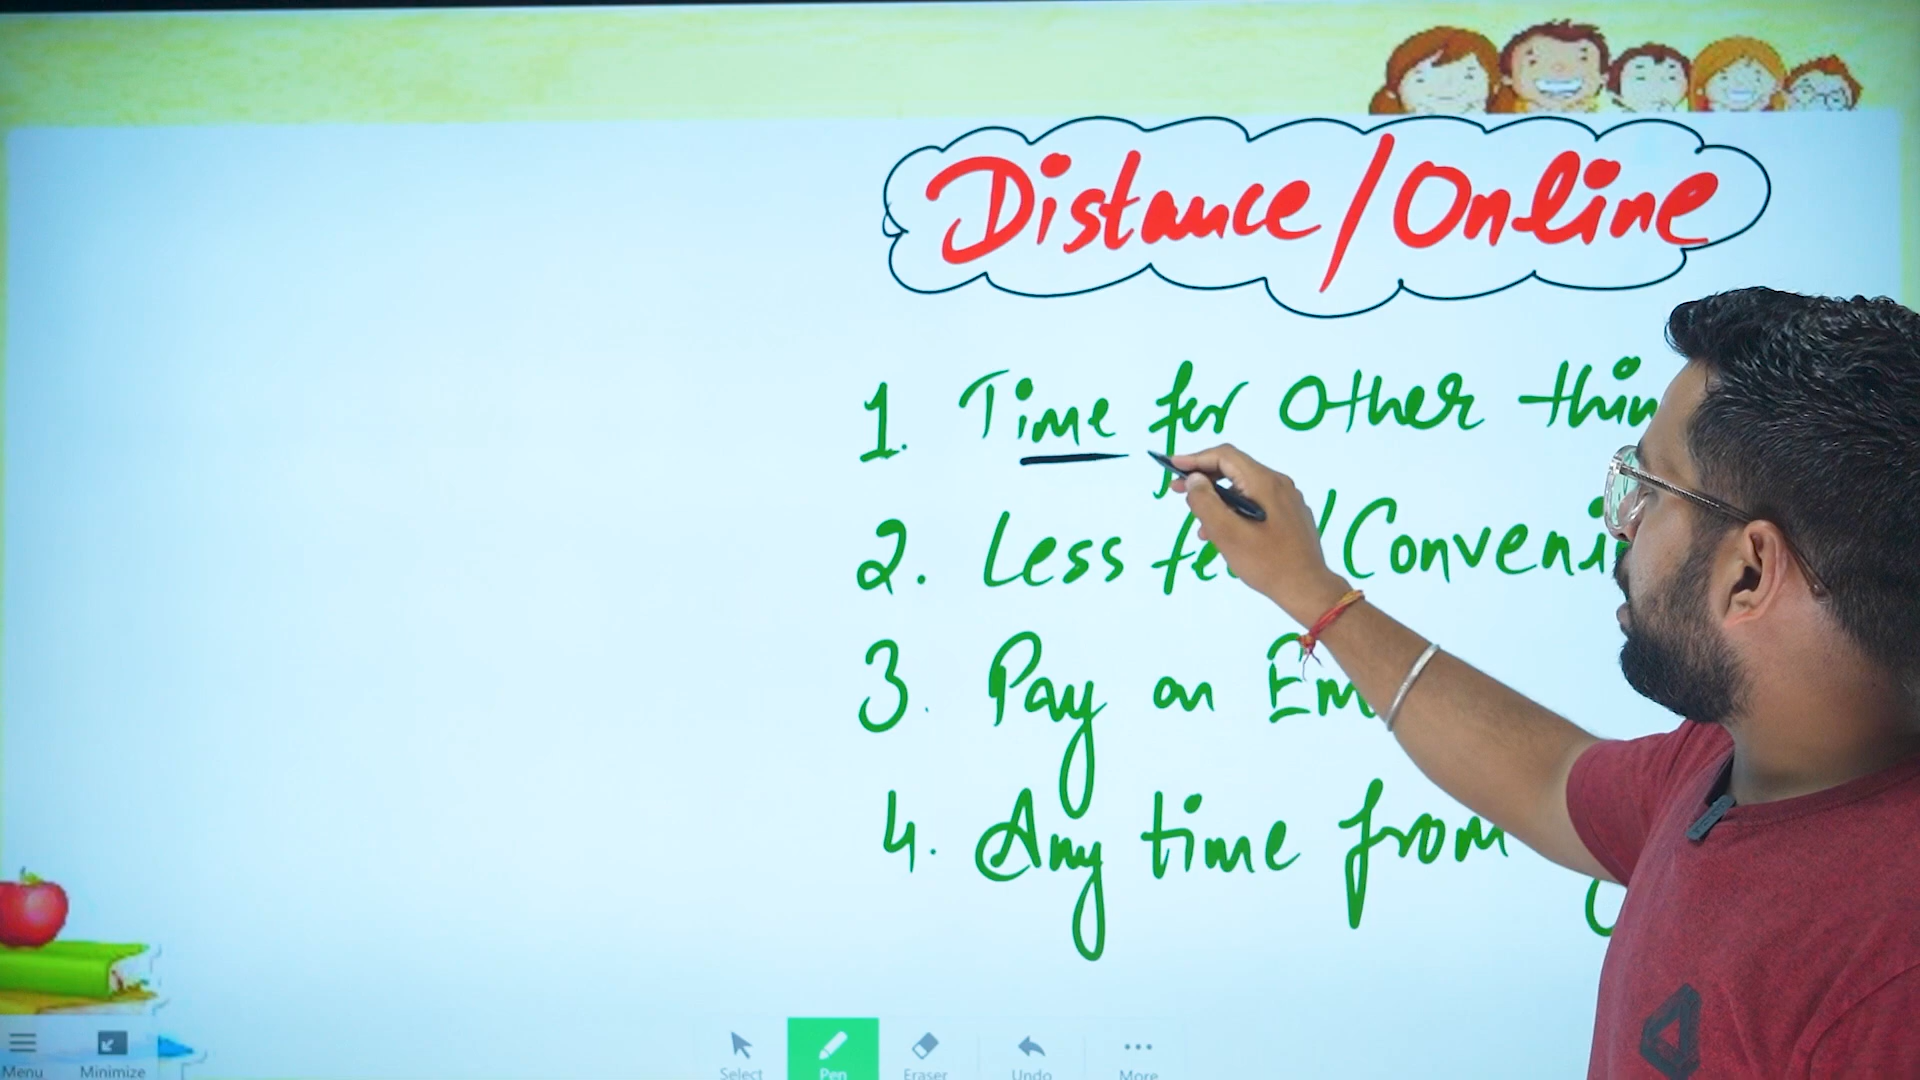 Distance/Online
1. Time for Other thin
2. Less fe /Conveni
3. Pay on Em
4. Any time from
Menu
Minimize
Select
Pen
Eraser
Undo
More